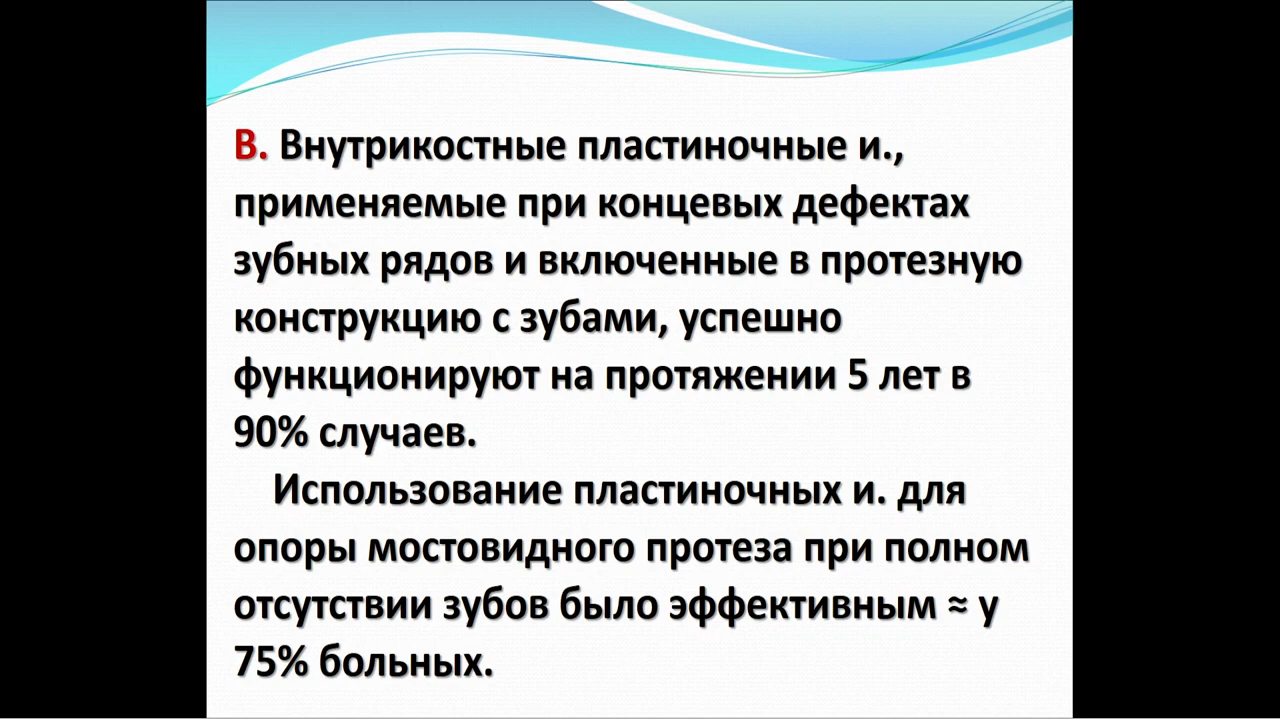 В. Внутрикостные пластиночные и.,
применяемые при концевых дефектах
зубных рядов и включенные в протезную
конструкцию с зубами, успешно
функционируют на протяжении 5 лет в
90% случаев.
Использование пластиночных и. для
опоры мостовидного протеза при полном
отсутствии зубов было эффективным ≈ у
75% больных.